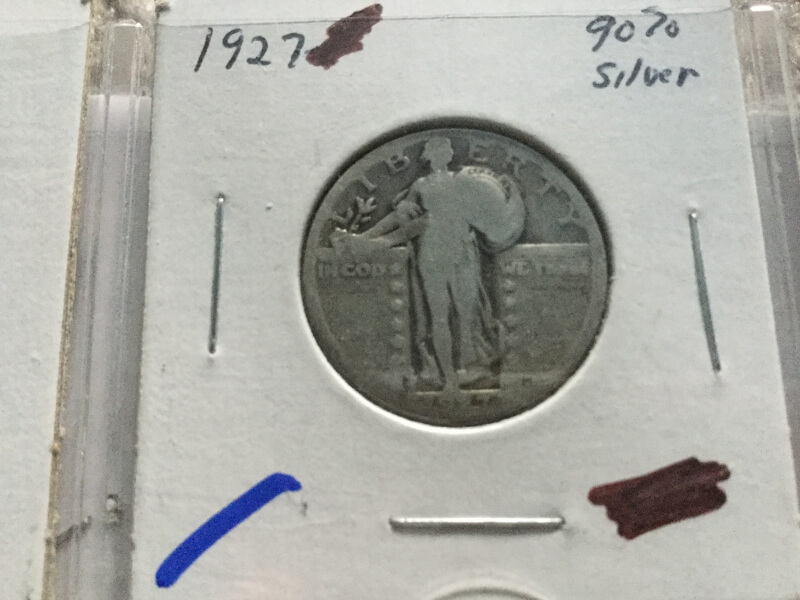 1927
90%
Silver
LIBERTY
IN GOD WE TRUST